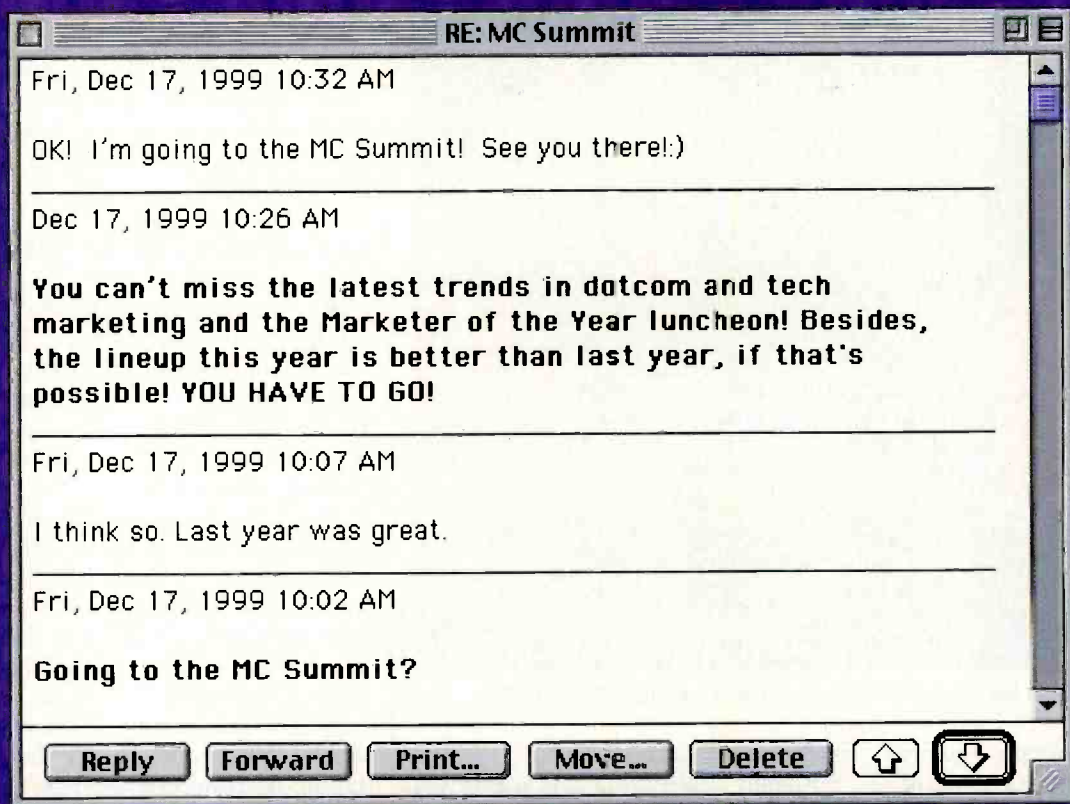 RE: MC Summit
Fri, Dec 17, 1999 10:32 AM
OK!  I'm going to the MC Summit!  See you there!:)
Dec 17, 1999 10:26 AM
You can't miss the latest trends in dotcom and tech
marketing and the Marketer of the Year luncheon! Besides,
the lineup this year is better than last year, if that's
possible! YOU HAVE TO GO!
Fri, Dec 17, 1999 10:07 AM
I think so. Last year was great.
Fri, Dec 17, 1999 10:02 AM
Going to the MC Summit?
Reply Forward Print... Move... Delete